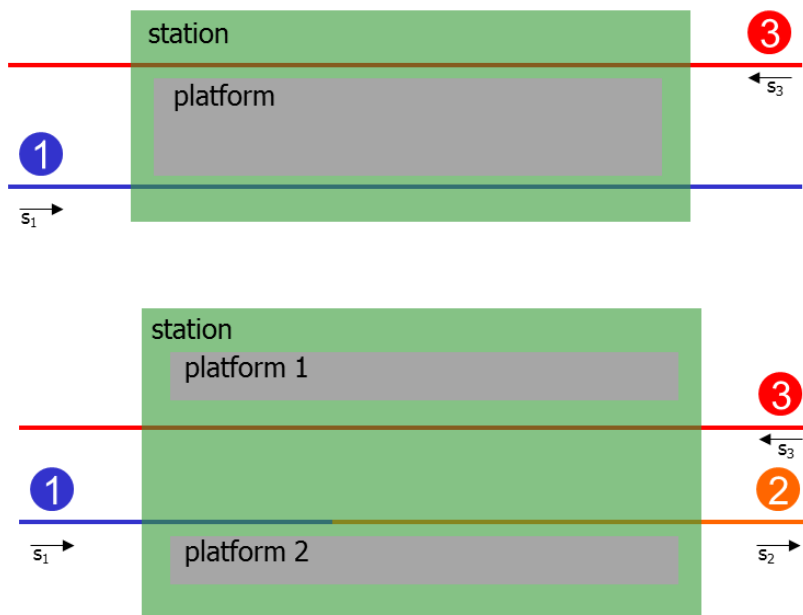 station
3
platform
s3
1
s1
station
platform 1
3
s3
1
2
platform 2
s1
s2